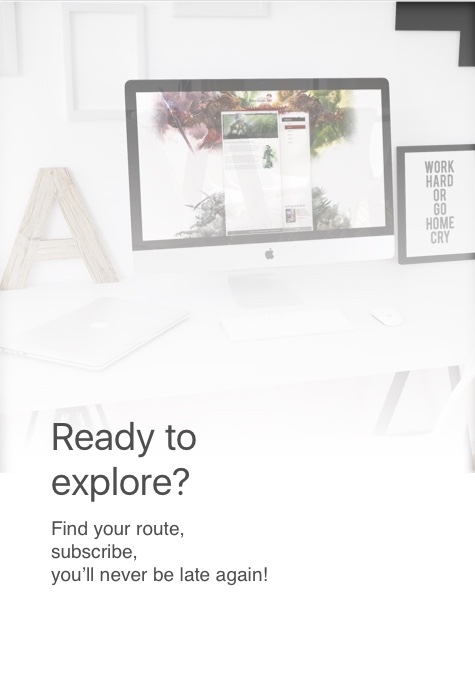 WORK
HARD
OR
GO
HOME
CRY
Ready to
explore?
Find your route,
subscribe,
you'll never be late again!